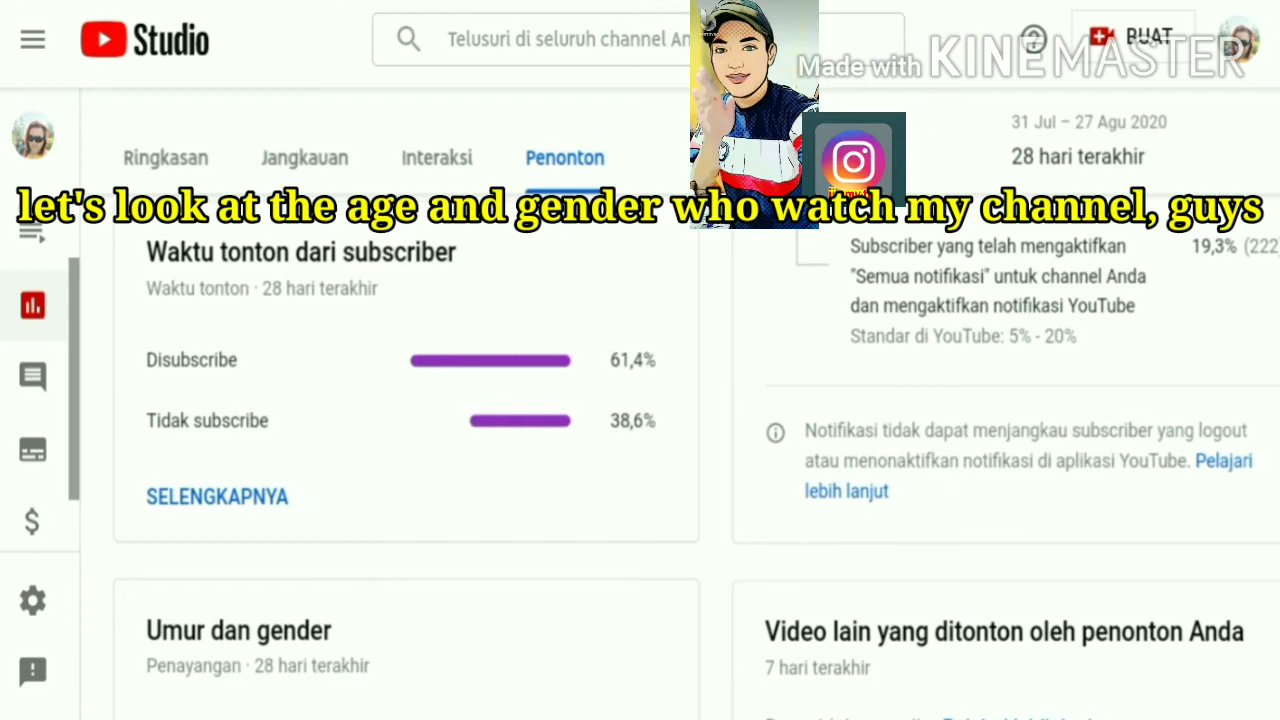 Studio
Telusuri di seluruh channel An
BUAT
Made with KINEMASTER
31 Jul – 27 Agu 2020
28 hari terakhir
Ringkasan
Jangkauan
Interaksi
Penonton
let's look at the age and gender who watch my channel, guys
Waktu tonton dari subscriber
Waktu tonton · 28 hari terakhir
Disubscribe 61,4%
Tidak subscribe 38,6%
SELENGKAPNYA
Subscriber yang telah mengaktifkan 19,3% (222
"Semua notifikasi" untuk channel Anda
dan mengaktifkan notifikasi YouTube
Standar di YouTube: 5% - 20%
Notifikasi tidak dapat menjangkau subscriber yang logout
atau menonaktifkan notifikasi di aplikasi YouTube. Pelajari
lebih lanjut
Umur dan gender
Penayangan · 28 hari terakhir
Video lain yang ditonton oleh penonton Anda
7 hari terakhir